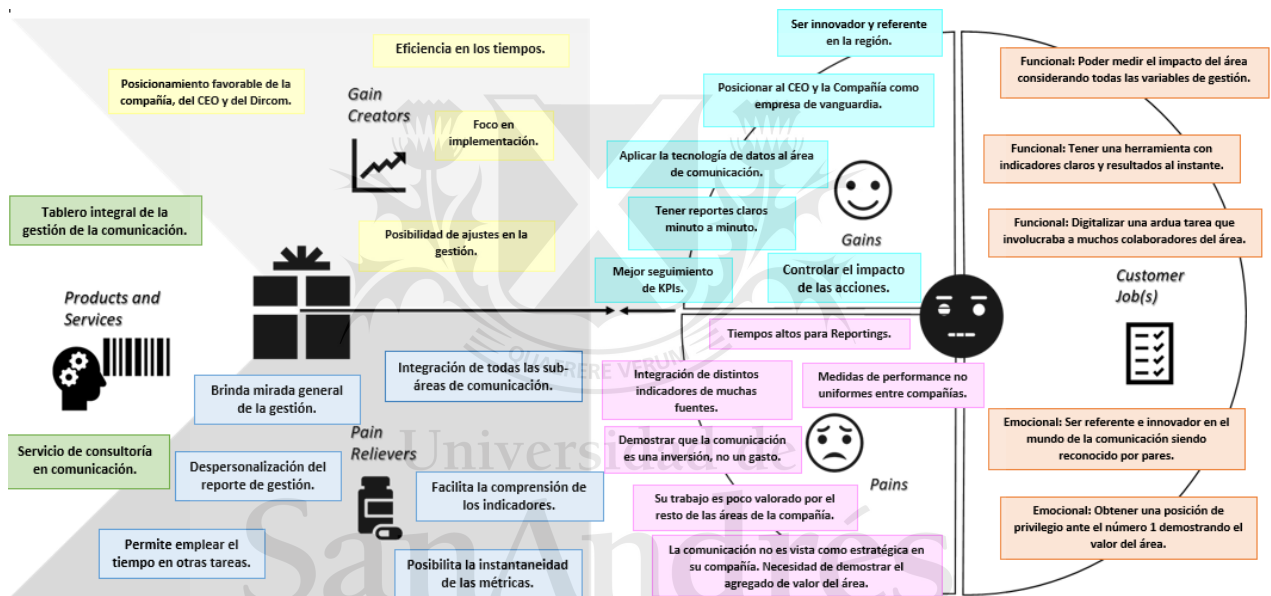 Eficiencia en los tiempos.
Posicionamiento favorable de la
compañía, del CEO y del Dircom.
Gain
Creators
Foco en
implementación.
Posibilidad de ajustes en la
gestión.
Tablero integral de la
gestión de la comunicación.
Products and
Services
Servicio de consultoría
en comunicación.
Integración de todas las sub-
áreas de comunicación.
Brinda mirada general
de la gestión.
Pain
Relievers
Despersonalización del
reporte de gestión.
Facilita la comprensión de
los indicadores.
Permite emplear el
tiempo en otras tareas.
Posibilita la instantaneidad
de las métricas.
Ser innovador y referente
en la región.
Posicionar al CEO y la Compañía como
empresa de vanguardia.
Aplicar la tecnología de datos al área
de comunicación.
Tener reportes claros
minuto a minuto.
Gains
Mejor seguimiento
de KPIs.
Controlar el impacto
de las acciones.
Tiempos altos para Reportings.
Integración de distintos
indicadores de muchas
fuentes.
Medidas de performance no
uniformes entre compañías.
Demostrar que la comunicación
es una inversión, no un gasto.
Pains
Su trabajo es poco valorado por el
resto de las áreas de la compañía.
La comunicación no es vista como estratégica en
su compañía. Necesidad de demostrar el
agregado de valor del área.
Funcional: Poder medir el impacto del área
considerando todas las variables de gestión.
Funcional: Tener una herramienta con
indicadores claros y resultados al instante.
Funcional: Digitalizar una ardua tarea que
involucraba a muchos colaboradores del área.
Customer
Job(s)
Emocional: Ser referente e innovador en el
mundo de la comunicación siendo
reconocido por pares.
Emocional: Obtener una posición de
privilegio ante el número 1 demostrando el
valor del área.
QUAERERE VERUM
Universidad de
SanAndrés